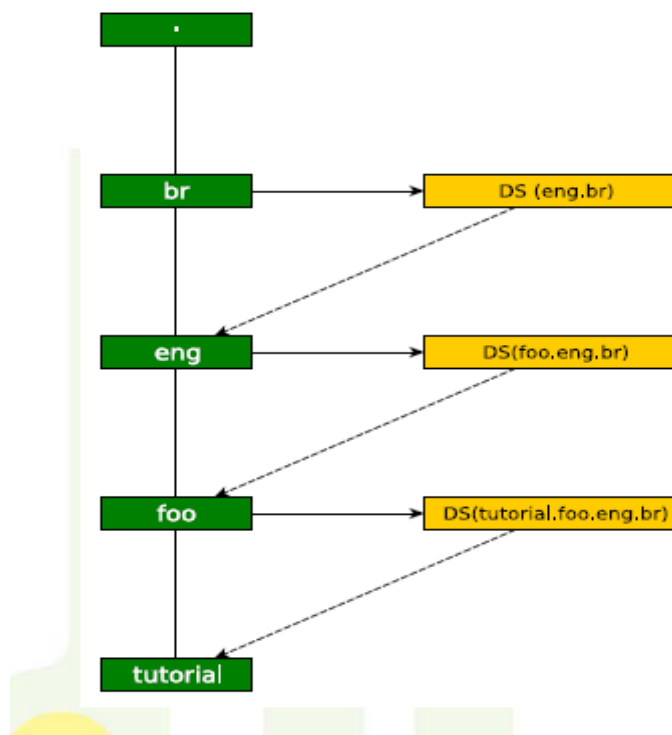 .
br
DS (eng.br)
eng
DS(foo.eng.br)
foo
DS(tutorial.foo.eng.br)
tutorial